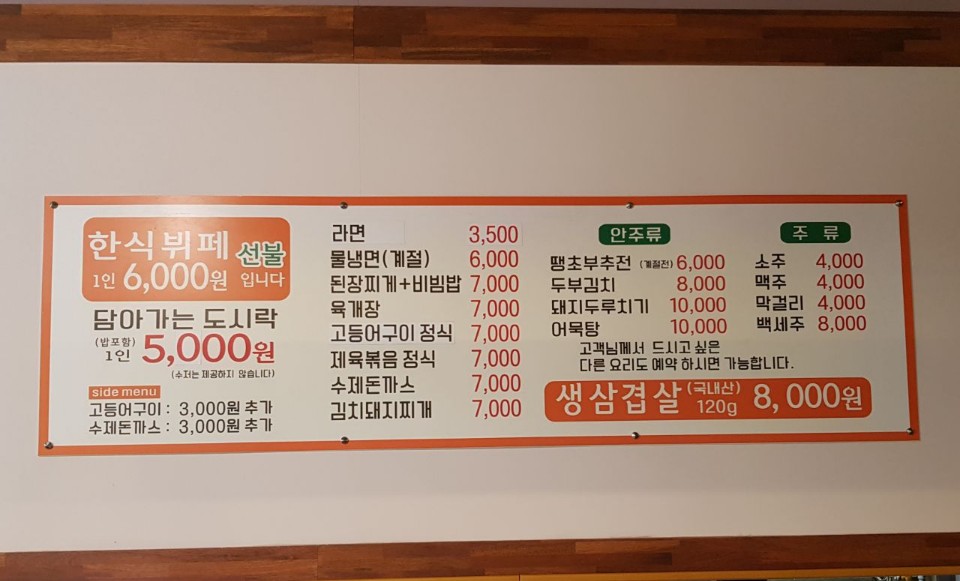 한식뷔페 선불
1인 6,000원 입니다
담아가는 도시락
(밥포함)
1인 5,000원
(수저는 제공하지 않습니다)
side menu
고등어구이 : 3,000원 추가
수제돈까스 : 3,000원 추가
라면 3,500
물냉면(계절) 6,000
된장찌게+비빔밥 7,000
육개장 7,000
고등어구이 정식 7,000
제육볶음 정식 7,000
수제돈까스 7,000
김치돼지찌개 7,000
안주류
땡초부추전 (계절전) 6,000
두부김치 8,000
돼지두루치기 10,000
어묵탕 10,000
고객님께서 드시고 싶은
다른 요리도 예약 하시면 가능합니다.
주 류
소주 4,000
맥주 4,000
막걸리 4,000
백세주 8,000
생삼겹살 (국내산) 120g 8,000원